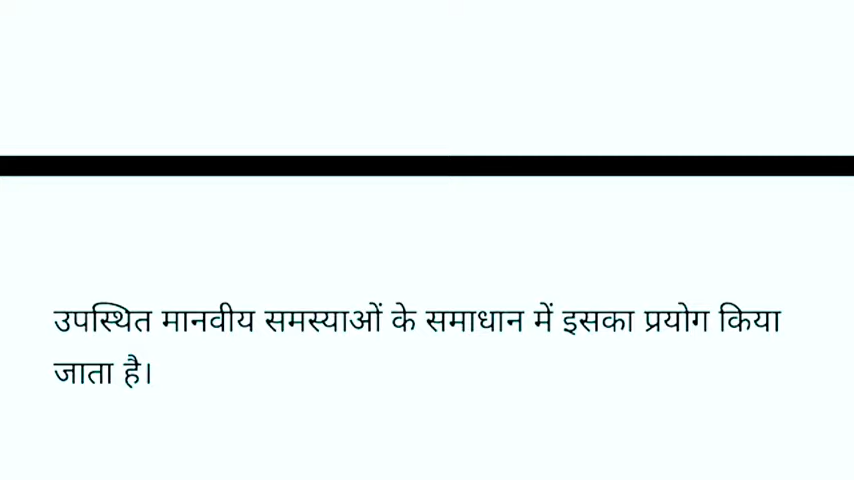 उपस्थित मानवीय समस्याओं के समाधान में इसका प्रयोग किया
जाता है।